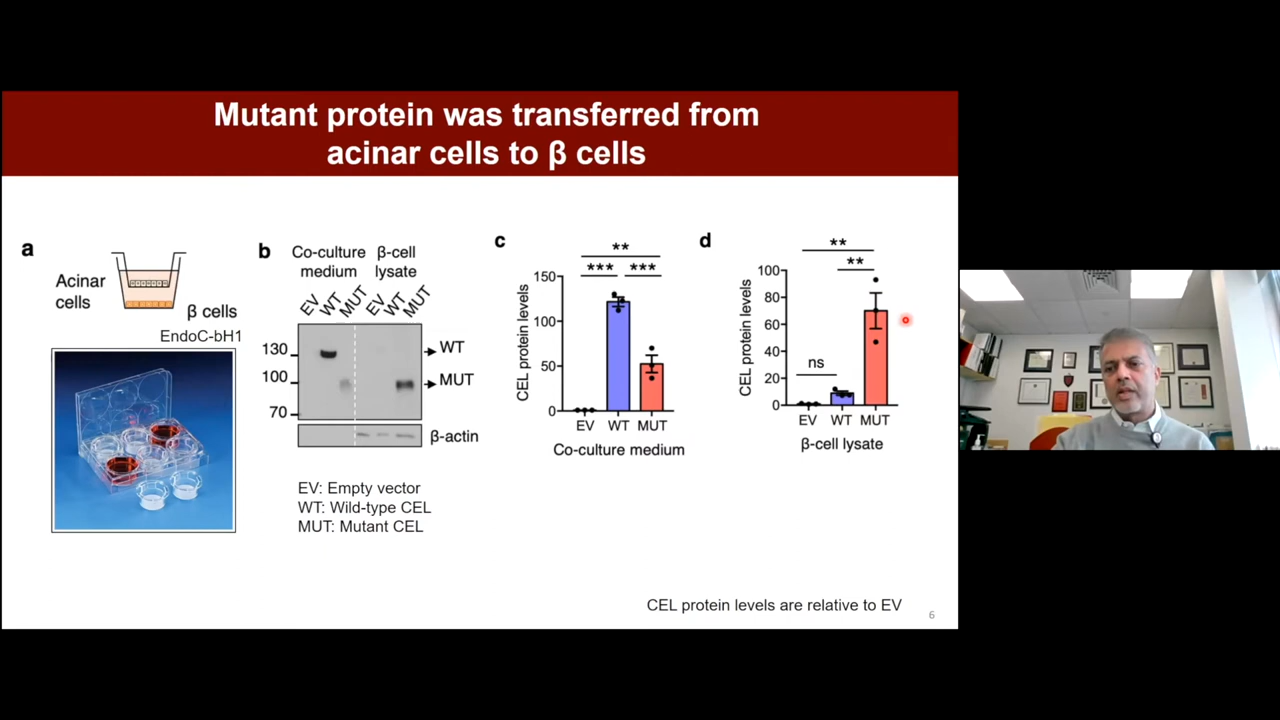 Mutant protein was transferred from
acinar cells to β cells
a
Acinar
cells
β cells
EndoC-bH1
b
Co-culture
medium
β-cell
lysate
EV
WT
MUT
EV
WT
MUT
130
100
70
WT
MUT
β-actin
EV: Empty vector
WT: Wild-type CEL
MUT: Mutant CEL
c
**
*** ***
CEL protein levels
150
100
50
0
EV WT MUT
Co-culture medium
d
**
**
ns
CEL protein levels
100
80
60
40
20
0
EV WT MUT
β-cell lysate
CEL protein levels are relative to EV
6